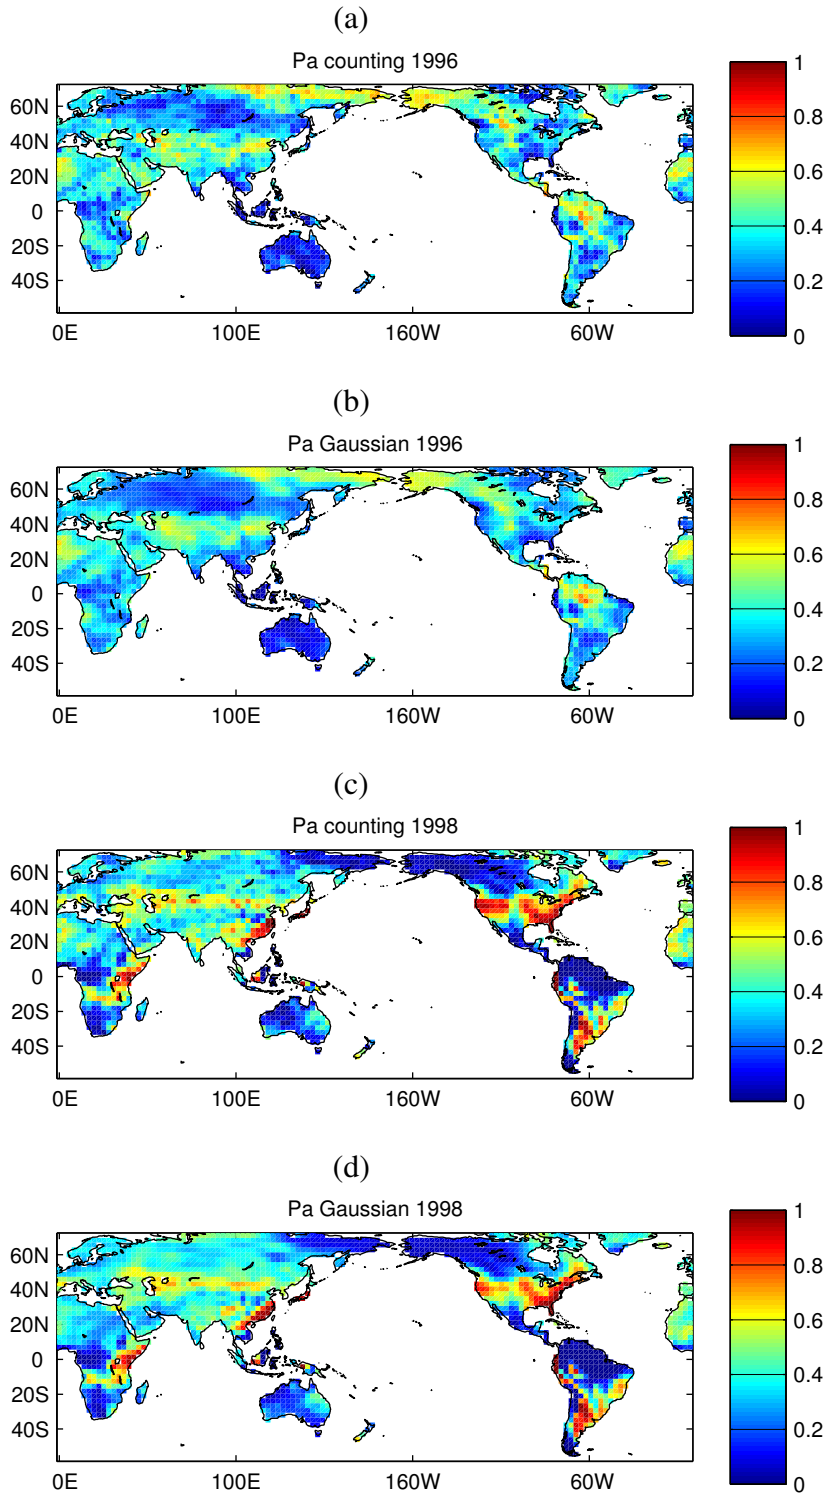 (a)
Pa counting 1996
60N
40N
20N
0
20S
40S
0E
100E
160W
60W
1
0.8
0.6
0.4
0.2
0
(b)
Pa Gaussian 1996
60N
40N
20N
0
20S
40S
0E
100E
160W
60W
1
0.8
0.6
0.4
0.2
0
(c)
Pa counting 1998
60N
40N
20N
0
20S
40S
0E
100E
160W
60W
1
0.8
0.6
0.4
0.2
0
(d)
Pa Gaussian 1998
60N
40N
20N
0
20S
40S
0E
100E
160W
60W
1
0.8
0.6
0.4
0.2
0